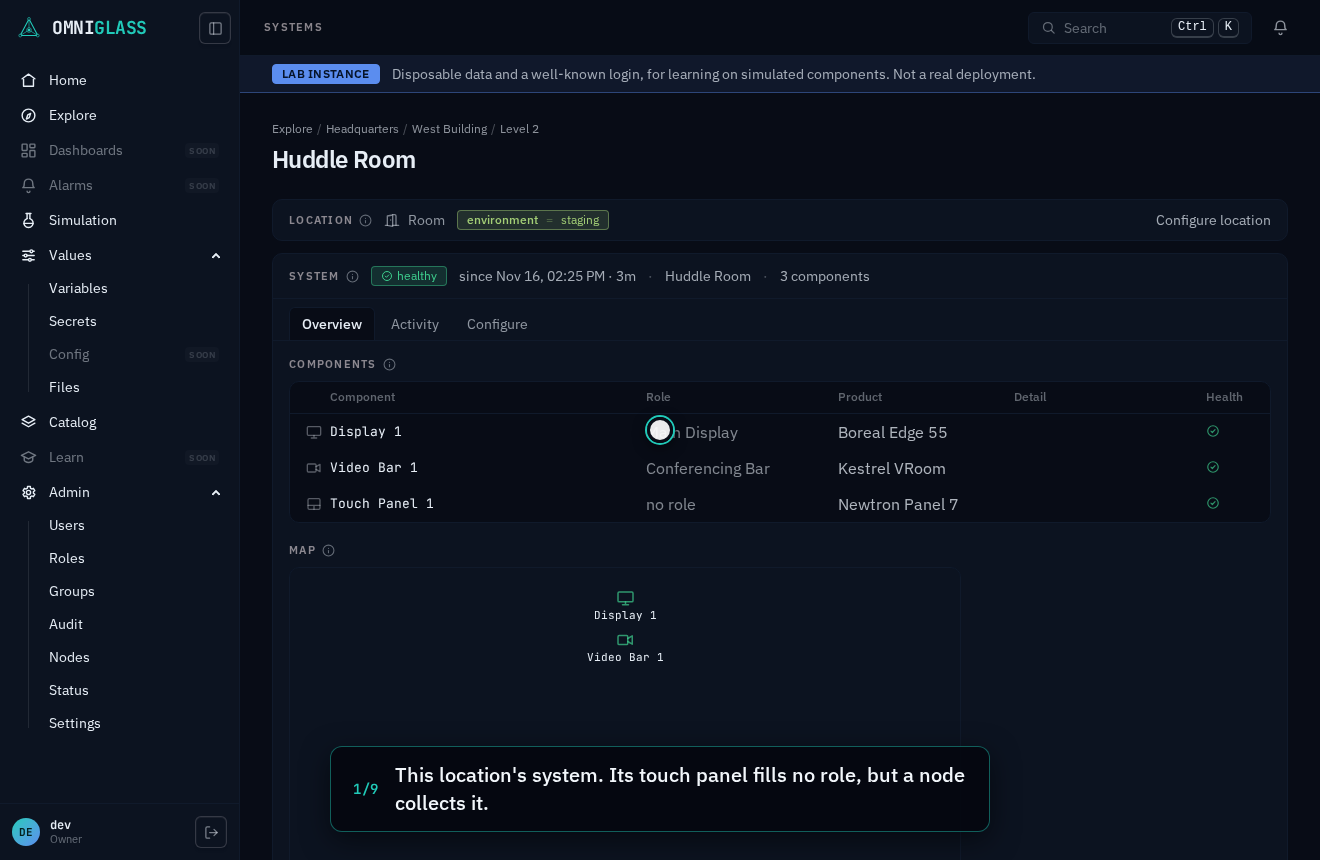 OMNIGLASS
SYSTEMS
Search
Ctrl K
LAB INSTANCE Disposable data and a well-known login, for learning on simulated components. Not a real deployment.
Home
Explore
Dashboards SOON
Alarms SOON
Simulation
Values
Variables
Secrets
Config SOON
Files
Catalog
Learn SOON
Admin
Users
Roles
Groups
Audit
Nodes
Status
Settings
DE dev
Owner
Explore / Headquarters / West Building / Level 2
Huddle Room
LOCATION Room environment = staging Configure location
SYSTEM healthy since Nov 16, 02:25 PM · 3m · Huddle Room · 3 components
Overview Activity Configure
COMPONENTS
Component Role Product Detail Health
Display 1 Display Boreal Edge 55
Video Bar 1 Conferencing Bar Kestrel VRoom
Touch Panel 1 no role Newtron Panel 7
MAP
Display 1
Video Bar 1
1/9 This location's system. Its touch panel fills no role, but a node
collects it.